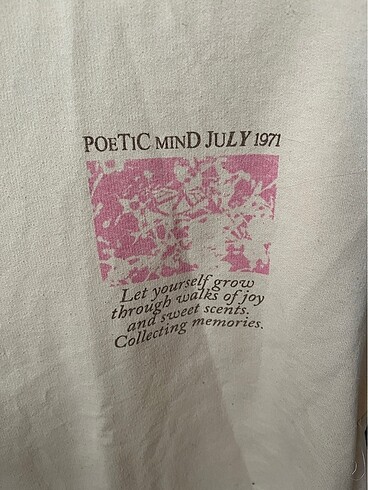 POETIC MIND JULY 1971
Let yourself grow
through walks of joy
and sweet scents.
Collecting memories.